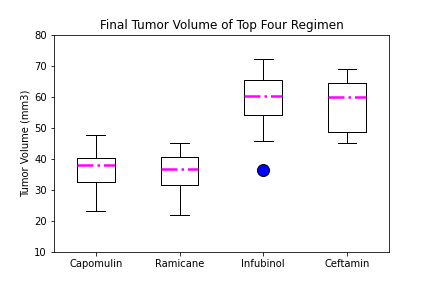 Final Tumor Volume of Top Four Regimen
Tumor Volume (mm3)
80
70
60
50
40
30
20
10
Capomulin Ramicane Infubinol Ceftamin